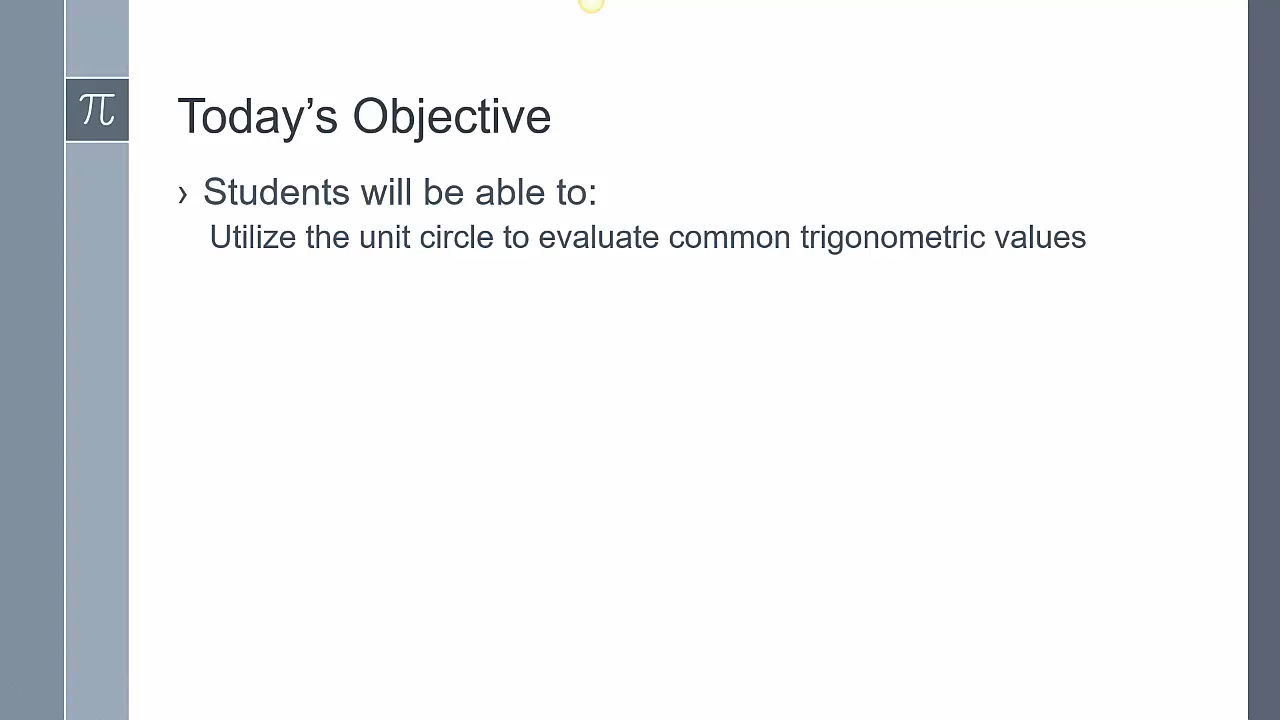 π
Today’s Objective
› Students will be able to:
Utilize the unit circle to evaluate common trigonometric values